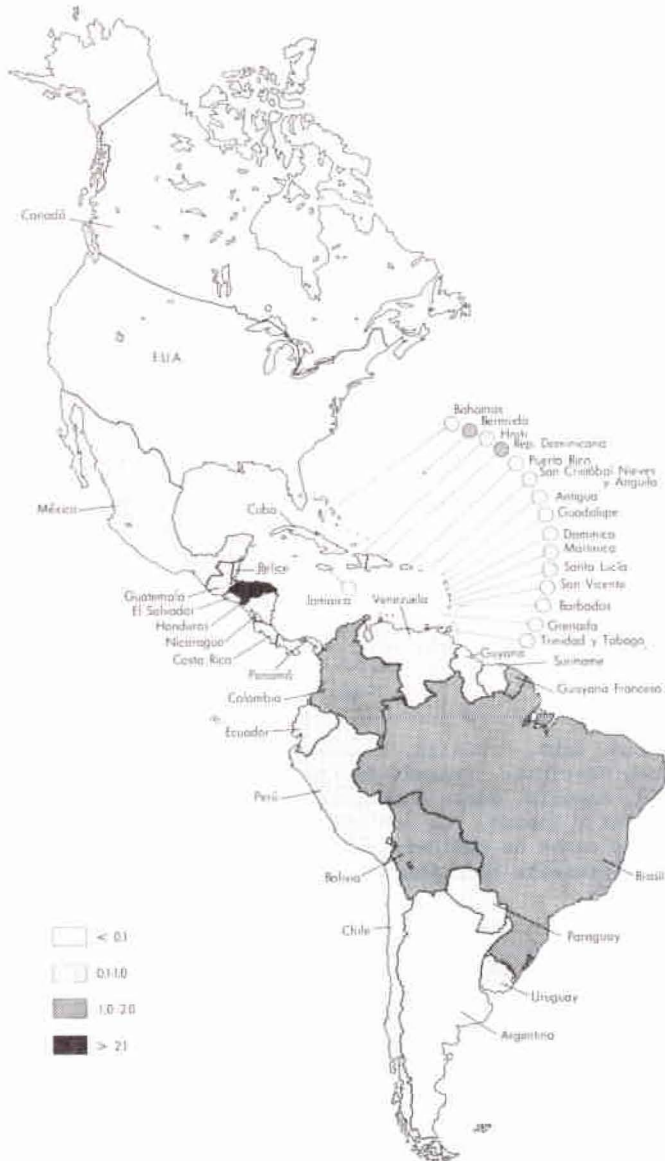 Canadá
E.U.A.
Bahamas
Bermuda
Haiti
Rep. Dominicana
Puerto Rico
San Cristóbal Nieves
y Anguila
Antigua
Guadalupe
Dominica
Martinica
Santa Lucía
San Vicente
Barbados
Grenada
Trinidad y Tobago
México
Cuba
Belice
Guatemala
El Salvador
Honduras
Nicaragua
Costa Rica
Panamá
Jamaica
Venezuela
Guyana
Suriname
Guayana Francesa
Colombia
Ecuador
Perú
Bolivia
Brasil
Chile
Paraguay
Uruguay
Argentina
< 0.1
0.1-1.0
1.0 2.0
> 2.1